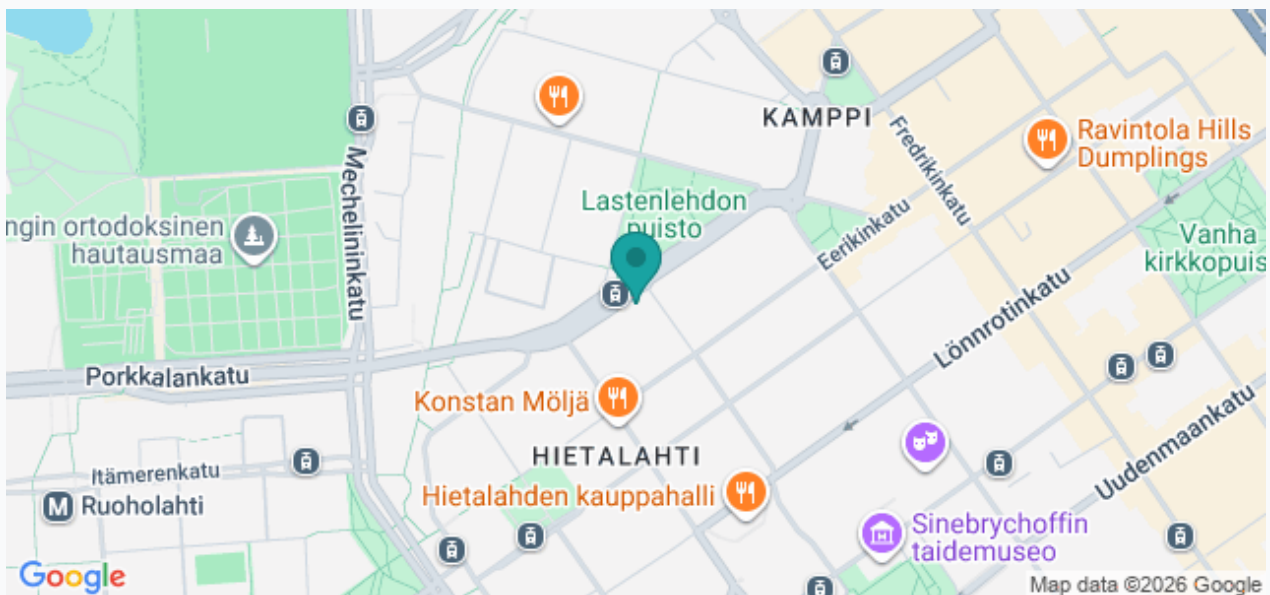 KAMPPI
Fredrikinkatu
Ravintola Hills
Dumplings
Mechelininkatu
Lastenlehdon
puisto
ngin ortodoksinen
hautausmaa
Eerikinkatu
Vanha
kirkkopuis
Lönnrotinkatu
Porkkalankatu
Konstan Möljä
Uudenmaankatu
HIETALAHTI
Itämerenkatu
Hietalahden kauppahalli
M Ruoholahti
Sinebrychoffin
taidemuseo
Google
Map data ©2026 Google